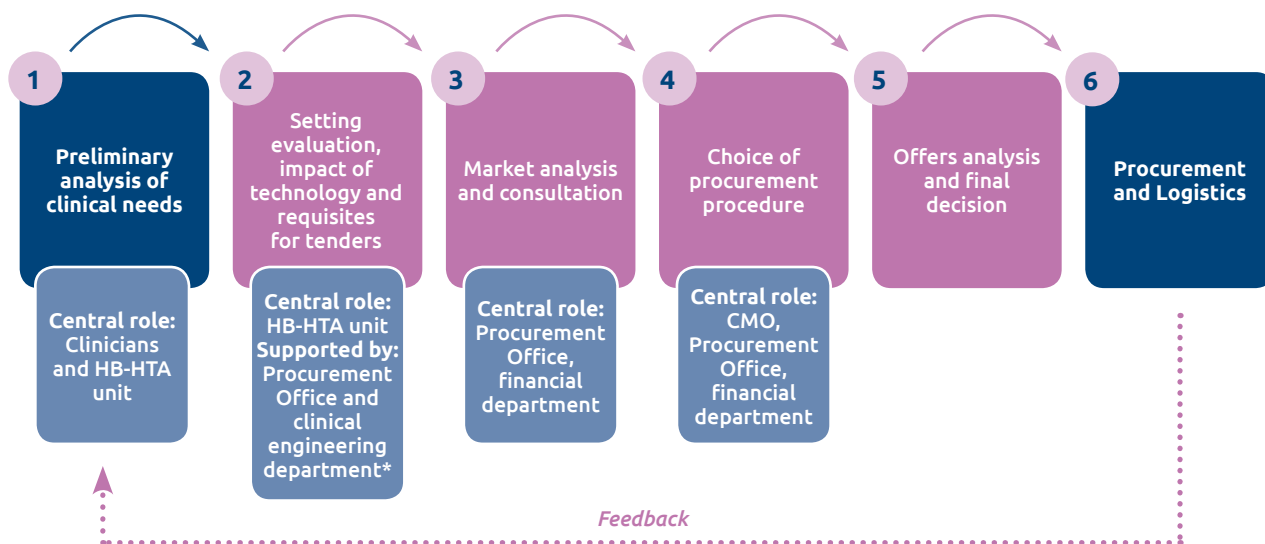 1
Preliminary
analysis of
clinical needs
Central role:
Clinicians
and HB-HTA
unit
2
Setting
evaluation,
impact of
technology and
requisites
for tenders
Central role:
HB-HTA unit
Supported by:
Procurement
Office and
clinical
engineering
department*
3
Market analysis
and consultation
Central role:
Procurement
Office,
financial
department
4
Choice of
procurement
procedure
Central role:
CMO,
Procurement
Office,
financial
department
5
Offers analysis
and final
decision
6
Procurement
and Logistics
Feedback